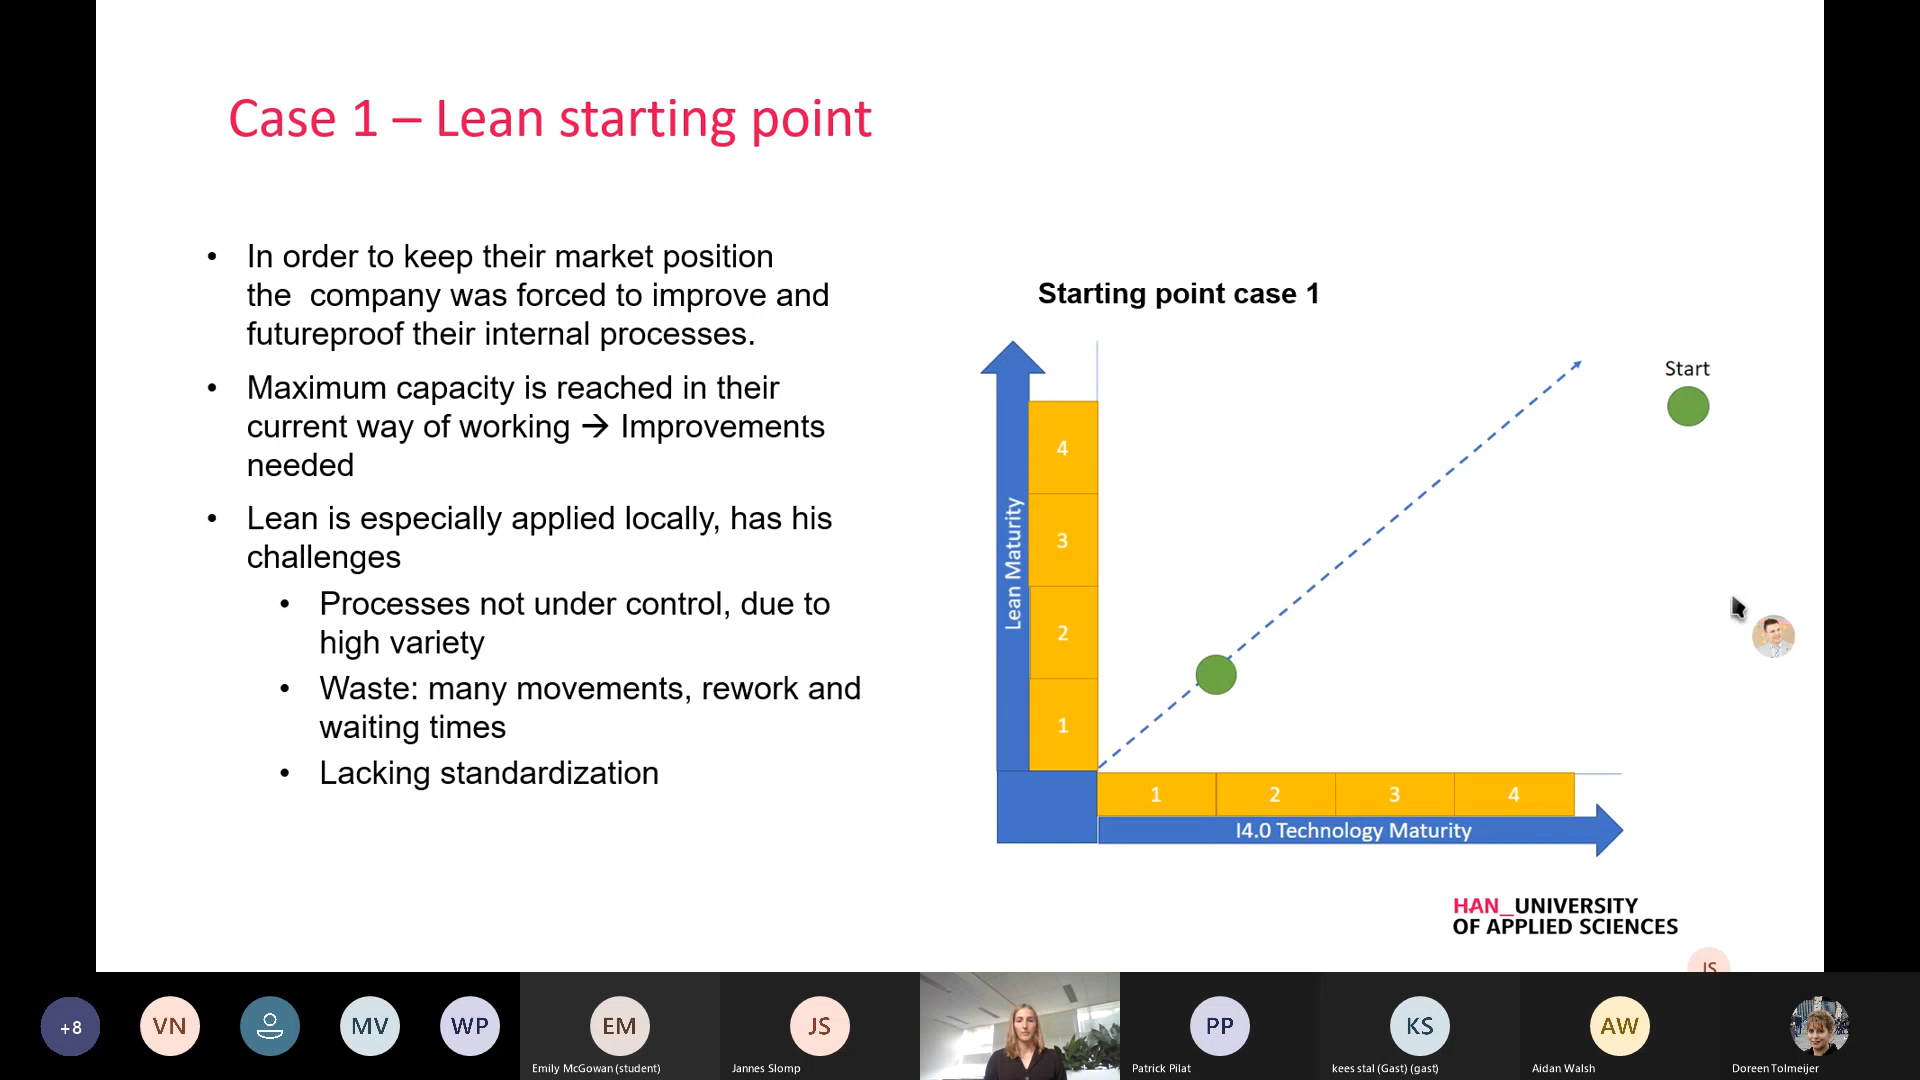 Case 1 – Lean starting point
• In order to keep their market position
the  company was forced to improve and
futureproof their internal processes.
• Maximum capacity is reached in their
current way of working → Improvements
needed
• Lean is especially applied locally, has his
challenges
• Processes not under control, due to
high variety
• Waste: many movements, rework and
waiting times
• Lacking standardization
Starting point case 1
Start
Lean Maturity
4
3
2
1
1 2 3 4
I4.0 Technology Maturity
HAN_UNIVERSITY
OF APPLIED SCIENCES
JS
+8
VN
MV
WP
EM
Emily McGowan (student)
JS
Jannes Slomp
PP
Patrick Pilat
KS
kees stal (Gast) (gast)
AW
Aidan Walsh
Doreen Tolmeijer